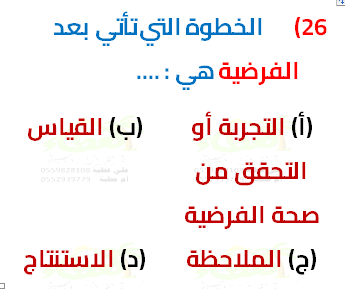 26) الخطوة التي تأتي بعد
الفرضية هي : ....
(أ) التجربة أو التحقق من صحة الفرضية
(ب) القياس
(ج) الملاحظة
(د) الاستنتاج